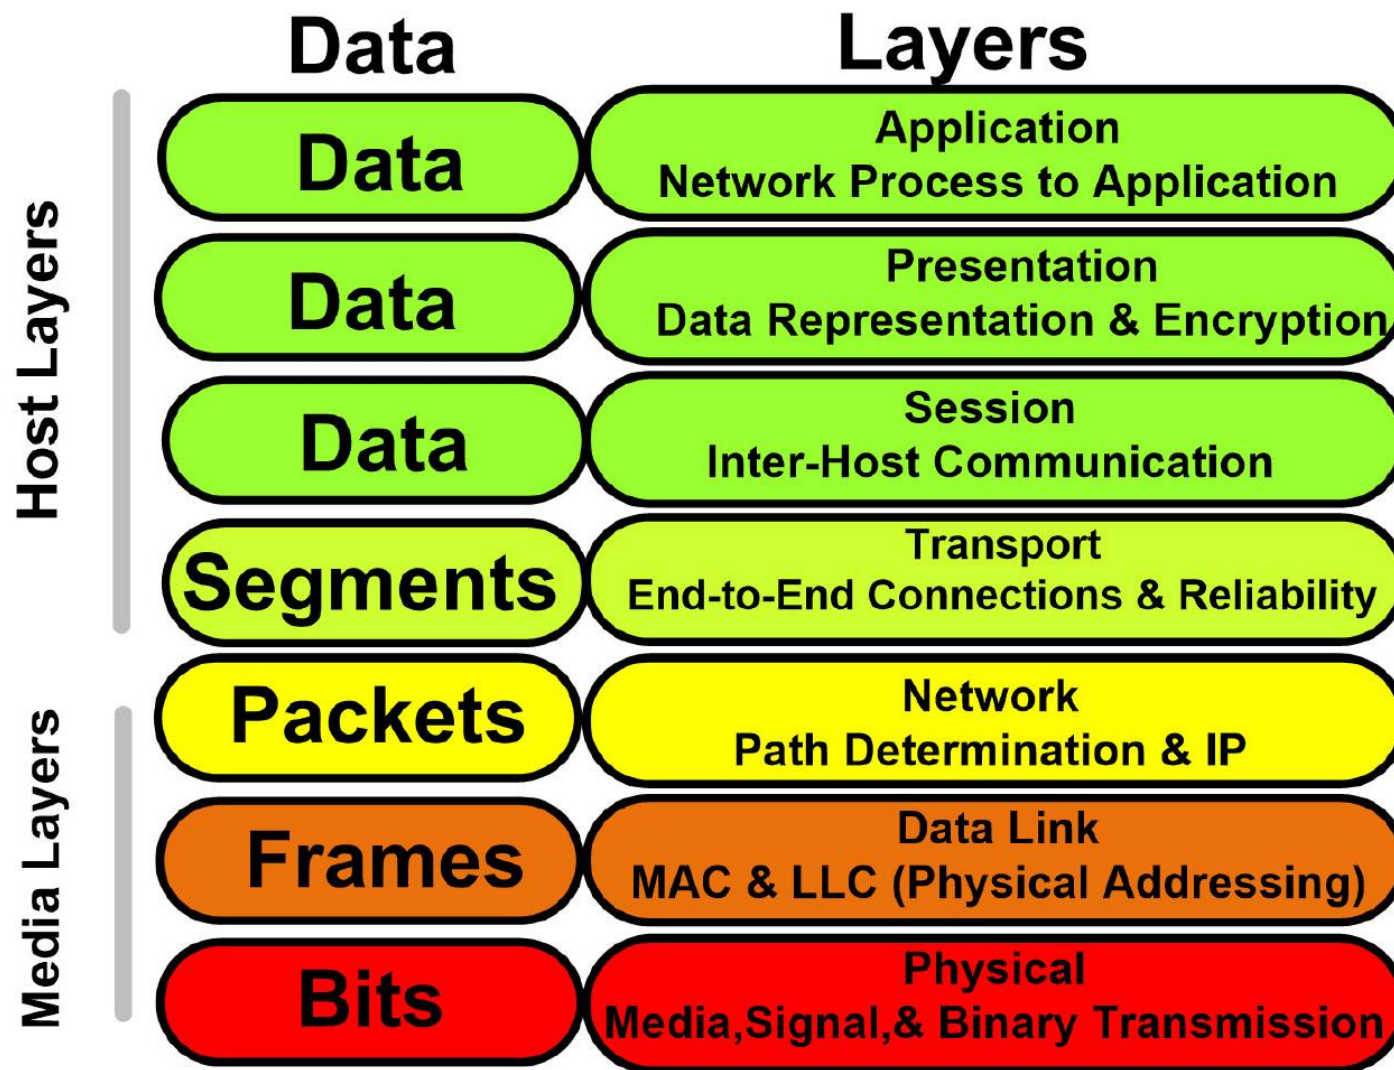 Data
Layers
Host Layers
Data
Application
Network Process to Application
Data
Presentation
Data Representation & Encryption
Data
Session
Inter-Host Communication
Segments
Transport
End-to-End Connections & Reliability
Media Layers
Packets
Network
Path Determination & IP
Frames
Data Link
MAC & LLC (Physical Addressing)
Bits
Physical
Media,Signal,& Binary Transmission